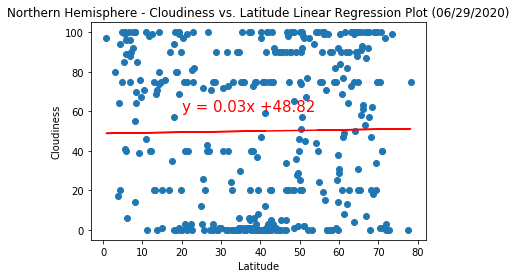 Northern Hemisphere - Cloudiness vs. Latitude Linear Regression Plot (06/29/2020)
100
80
60
40
20
0
Cloudiness
y = 0.03x +48.82
0 10 20 30 40 50 60 70 80
Latitude